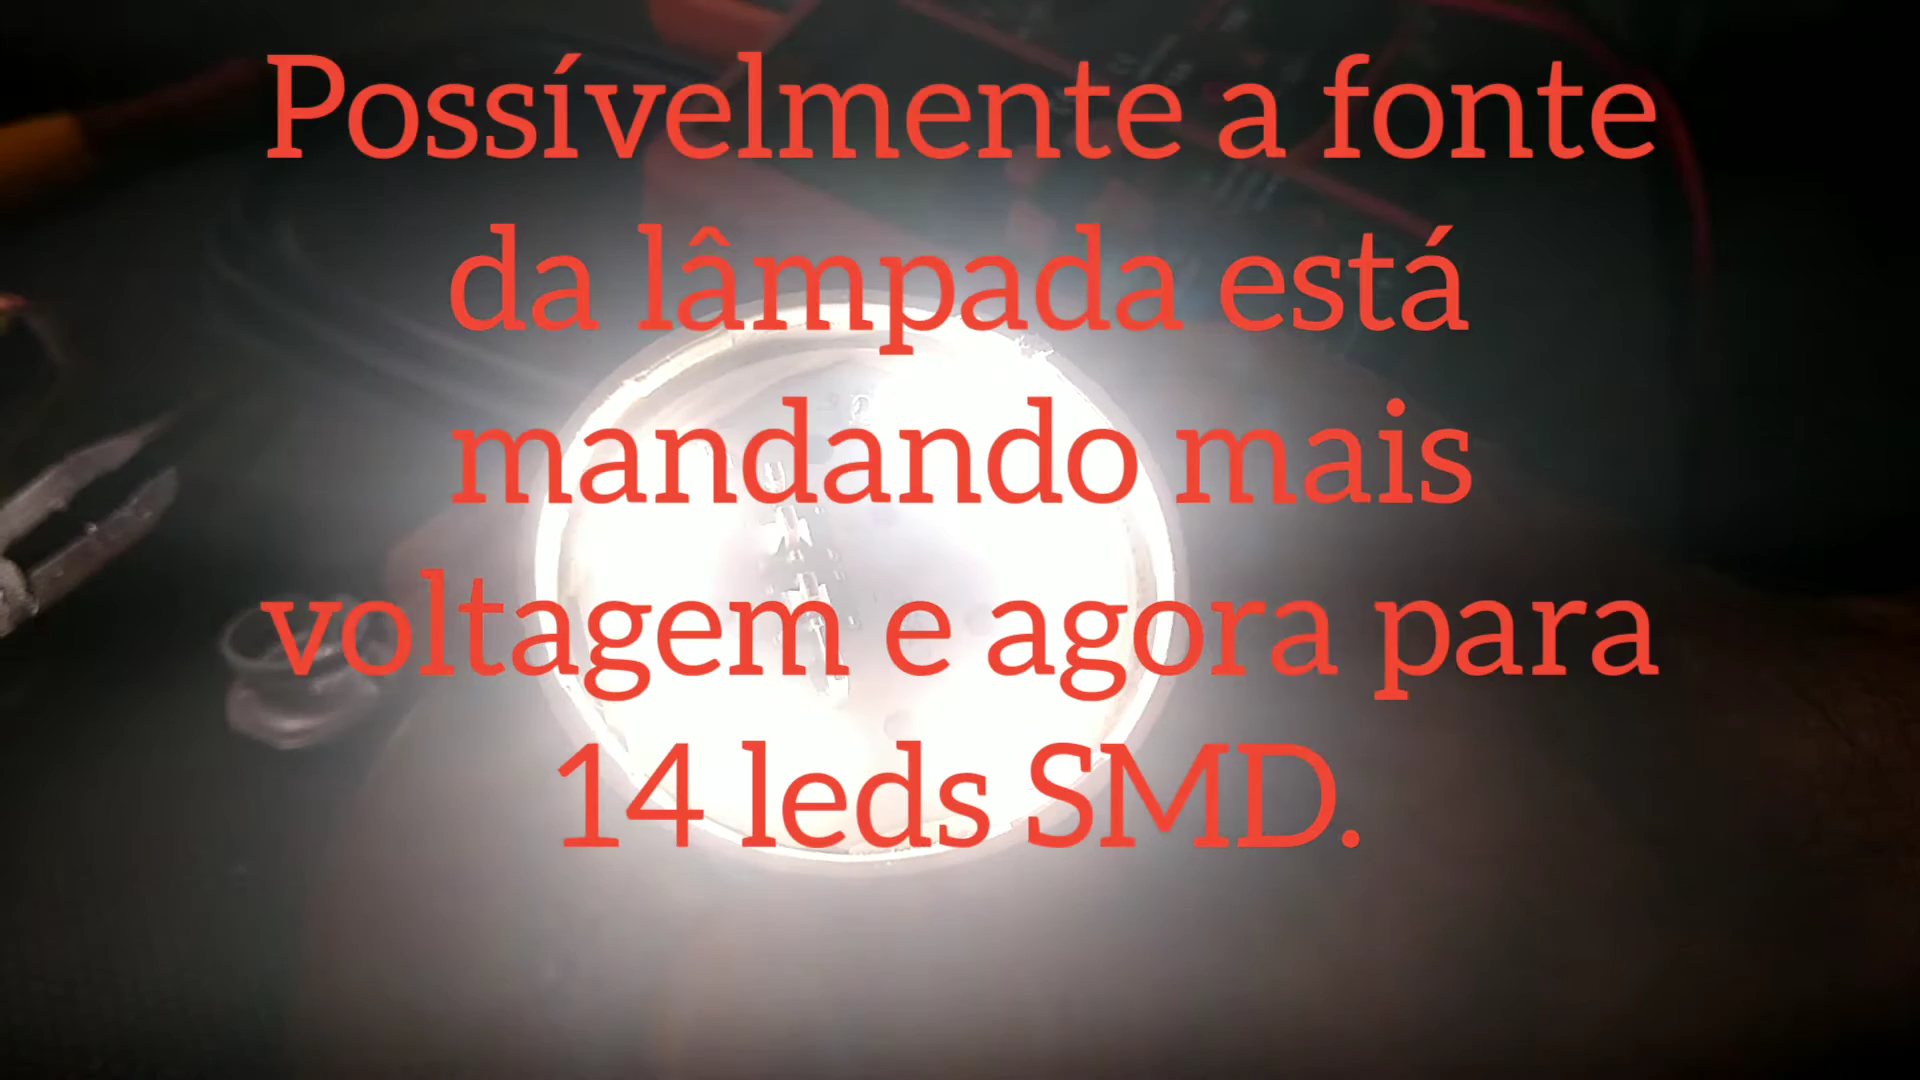 Possívelmente a fonte
da lâmpada está
mandando mais
voltagem e agora para
14 leds SMD.